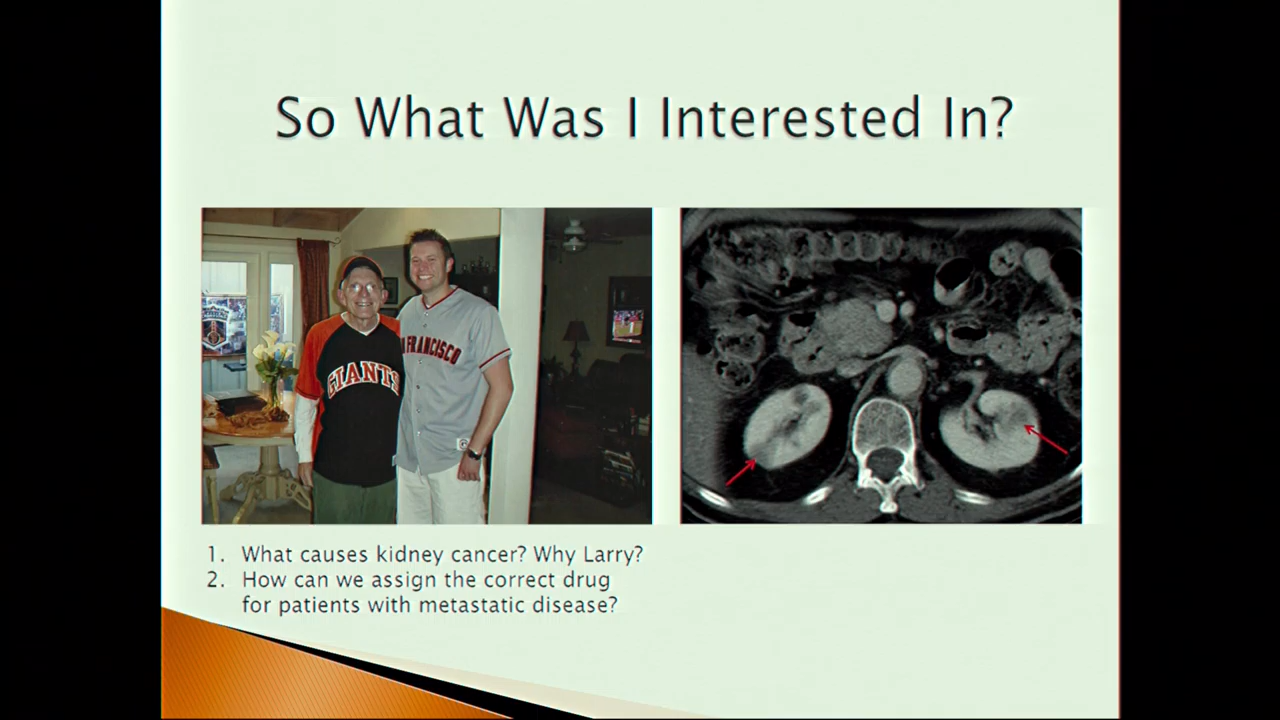 So What Was I Interested In?
GIANTS
FRANCISCO
1. What causes kidney cancer? Why Larry?
2. How can we assign the correct drug
for patients with metastatic disease?